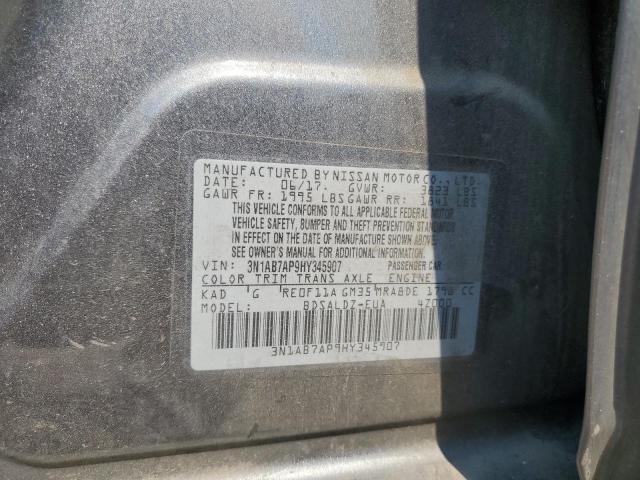 MANUFACTURED BY NISSAN MOTOR CO., LTD.
DATE: 06/17. GVWR: 3623 LBS
GAWR FR: 1995 LBS GAWR RR: 1841 LBS
THIS VEHICLE CONFORMS TO ALL APPLICABLE FEDERAL MOTOR
VEHICLE SAFETY, BUMPER AND THEFT PREVENTION STANDARDS
IN EFFECT ON THE DATE OF MANUFACTURE SHOWN ABOVE.
SEE OWNER'S MANUAL FOR ADDITIONAL INFORMATION.
VIN: 3N1AB7AP9HY345907 PASSENGER CAR
COLOR TRIM TRANS AXLE ENGINE
KAD G RE0F11A GM35 MRA8DE 1798 CC
MODEL: BDSALDZ-EUA 4Z000
3N1AB7AP9HY345907